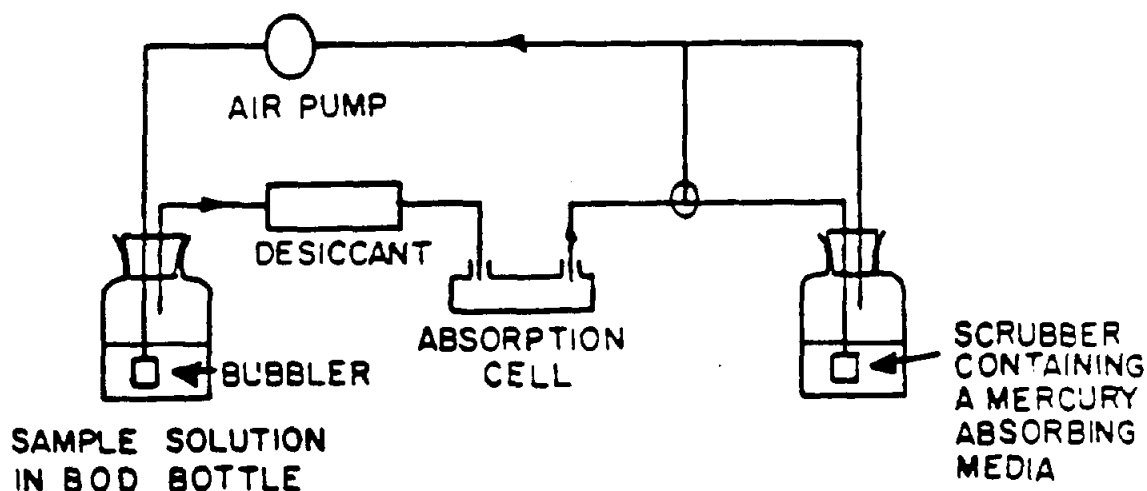 AIR PUMP
DESICCANT
ABSORPTION
CELL
BUBBLER
SAMPLE SOLUTION
IN BOD BOTTLE
SCRUBBER
CONTAINING
A MERCURY
ABSORBING
MEDIA